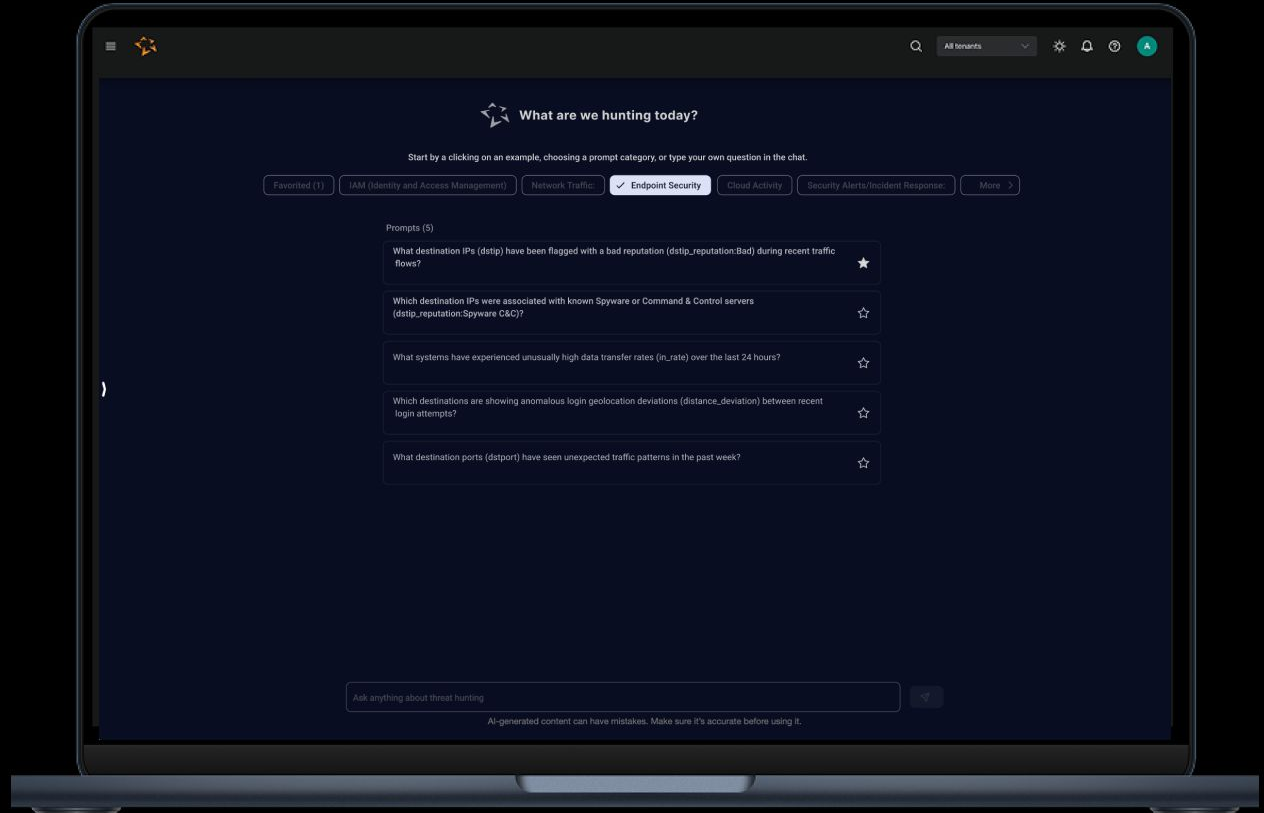 All tenants
A
What are we hunting today?
Start by a clicking on an example, choosing a prompt category, or type your own question in the chat.
Favorited (1)
IAM (Identity and Access Management)
Network Traffic:
Endpoint Security
Cloud Activity
Security Alerts/Incident Response:
More
Prompts (5)
What destination IPs (dstip) have been flagged with a bad reputation (dstip_reputation:Bad) during recent traffic
flows?
Which destination IPs were associated with known Spyware or Command & Control servers
(dstip_reputation:Spyware C&C)?
What systems have experienced unusually high data transfer rates (in_rate) over the last 24 hours?
Which destinations are showing anomalous login geolocation deviations (distance_deviation) between recent
login attempts?
What destination ports (dstport) have seen unexpected traffic patterns in the past week?
Ask anything about threat hunting
AI-generated content can have mistakes. Make sure it's accurate before using it.